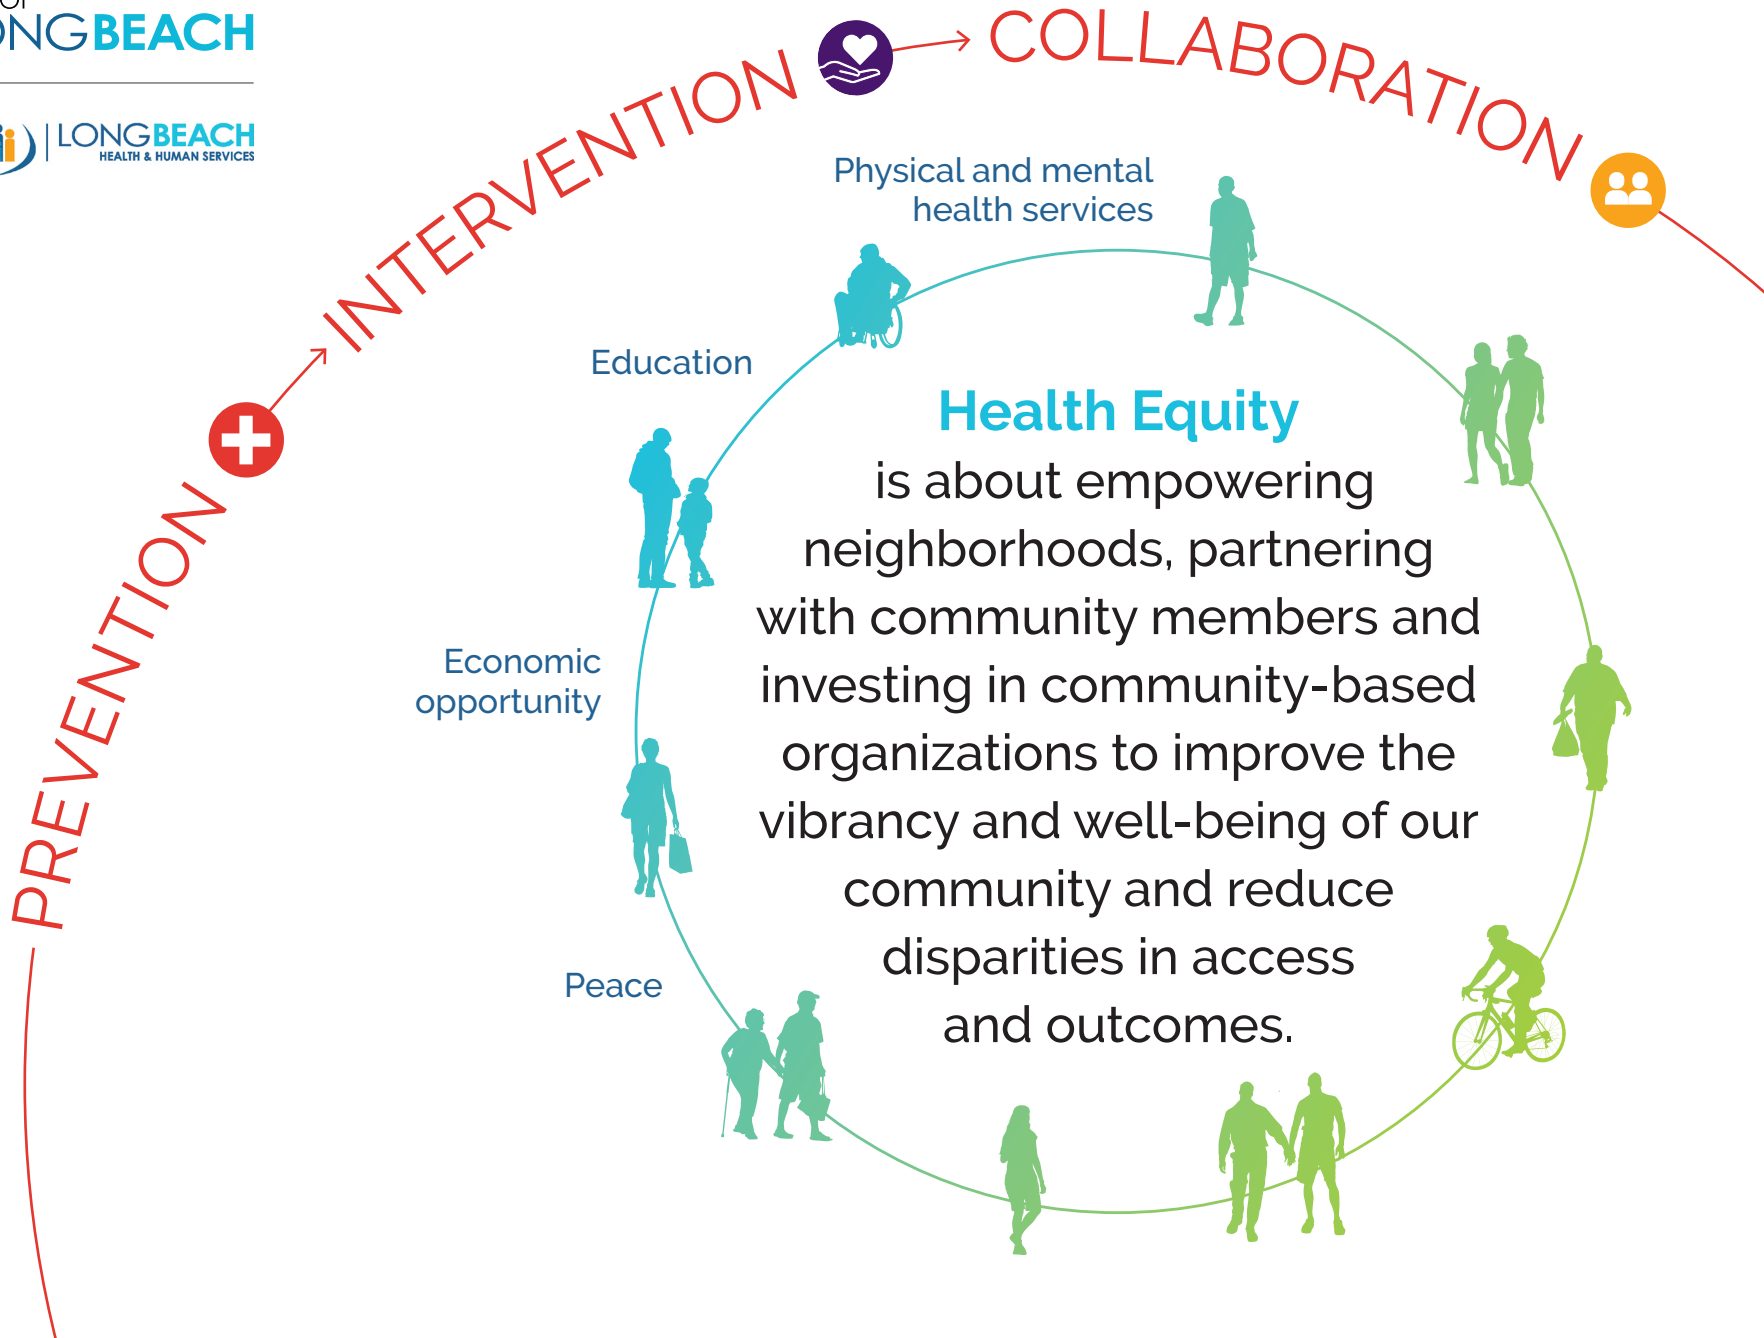 LONGBEACH
LONGBEACH
HEALTH & HUMAN SERVICES
PREVENTION
INTERVENTION
COLLABORATION
Physical and mental
health services
Education
Economic
opportunity
Peace
Health Equity
is about empowering
neighborhoods, partnering
with community members and
investing in community-based
organizations to improve the
vibrancy and well-being of our
community and reduce
disparities in access
and outcomes.